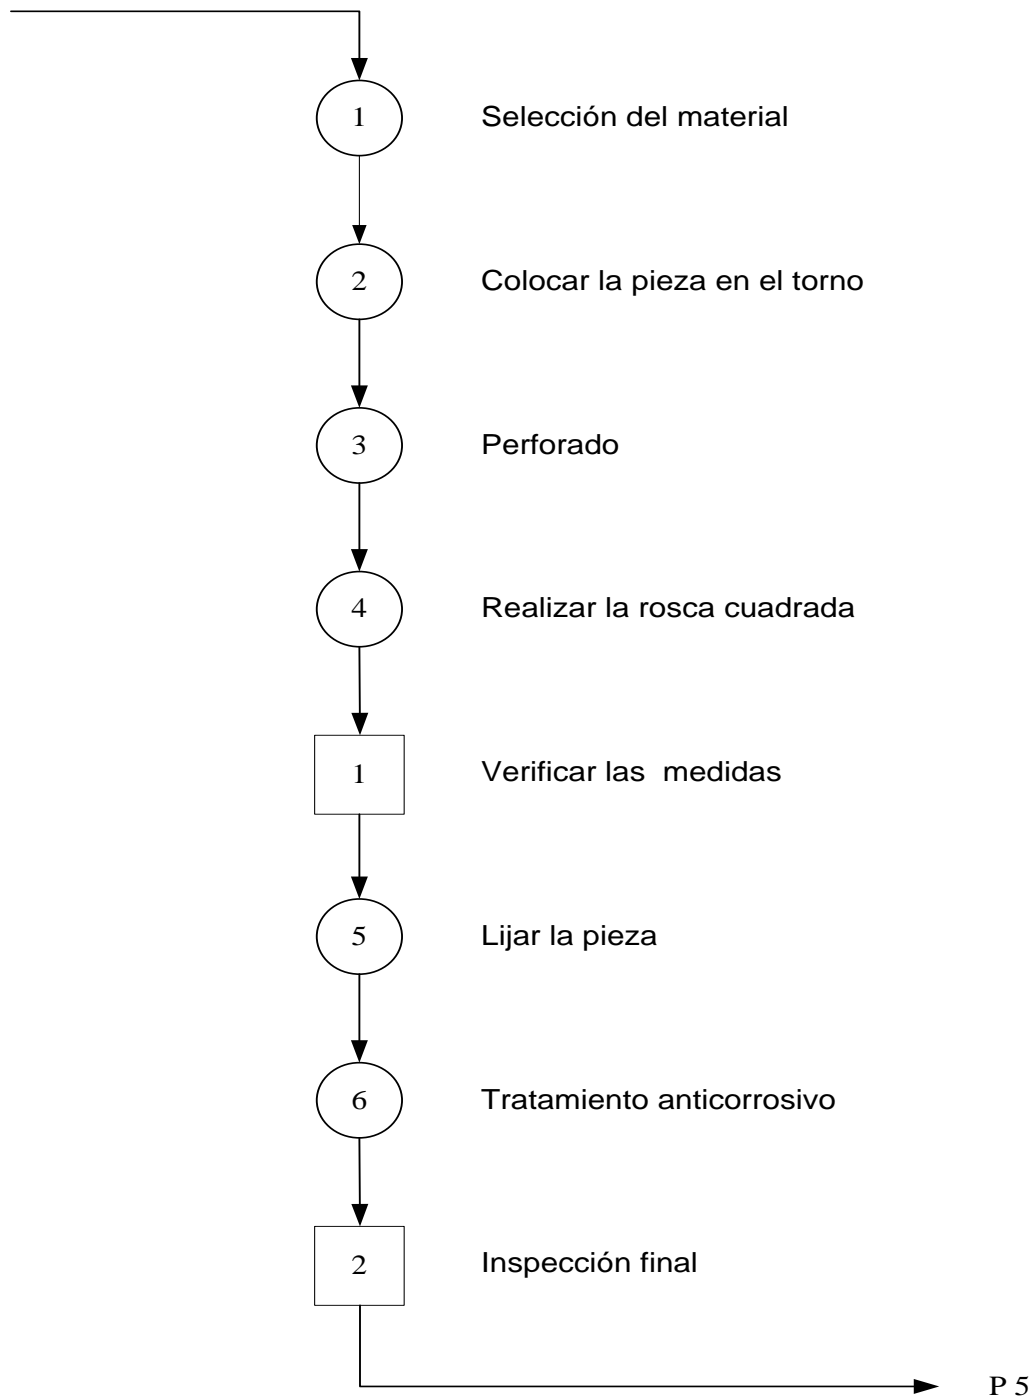 1 Selección del material
2 Colocar la pieza en el torno
3 Perforado
4 Realizar la rosca cuadrada
1 Verificar las  medidas
5 Lijar la pieza
6 Tratamiento anticorrosivo
2 Inspección final
P 5